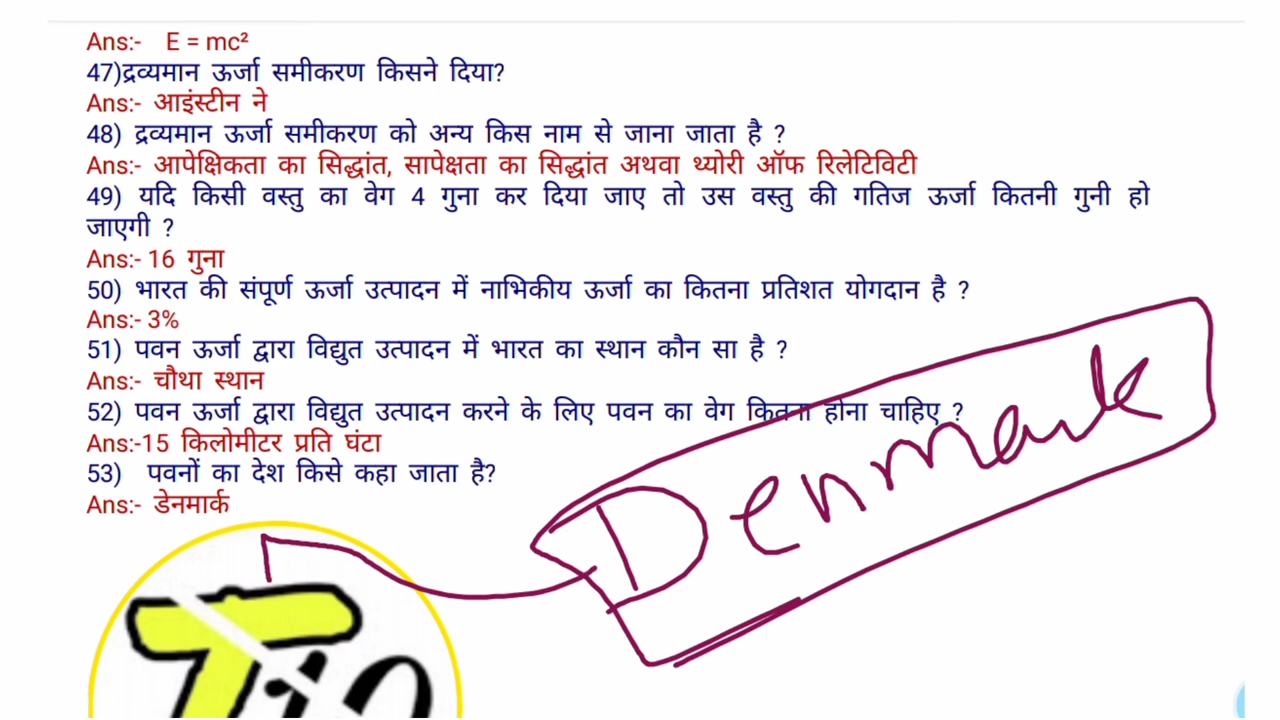 Ans:- E = mc²
47)द्रव्यमान ऊर्जा समीकरण किसने दिया?
Ans:- आइंस्टीन ने
48) द्रव्यमान ऊर्जा समीकरण को अन्य किस नाम से जाना जाता है ?
Ans:- आपेक्षिकता का सिद्धांत, सापेक्षता का सिद्धांत अथवा थ्योरी ऑफ रिलेटिविटी
49) यदि किसी वस्तु का वेग 4 गुना कर दिया जाए तो उस वस्तु की गतिज ऊर्जा कितनी गुनी हो
जाएगी ?
Ans:- 16 गुना
50) भारत की संपूर्ण ऊर्जा उत्पादन में नाभिकीय ऊर्जा का कितना प्रतिशत योगदान है ?
Ans:- 3%
51) पवन ऊर्जा द्वारा विद्युत उत्पादन में भारत का स्थान कौन सा है ?
Ans:- चौथा स्थान
52) पवन ऊर्जा द्वारा विद्युत उत्पादन करने के लिए पवन का वेग कितना होना चाहिए ?
Ans:-15 किलोमीटर प्रति घंटा
53) पवनों का देश किसे कहा जाता है?
Ans:- डेनमार्क
Denmark